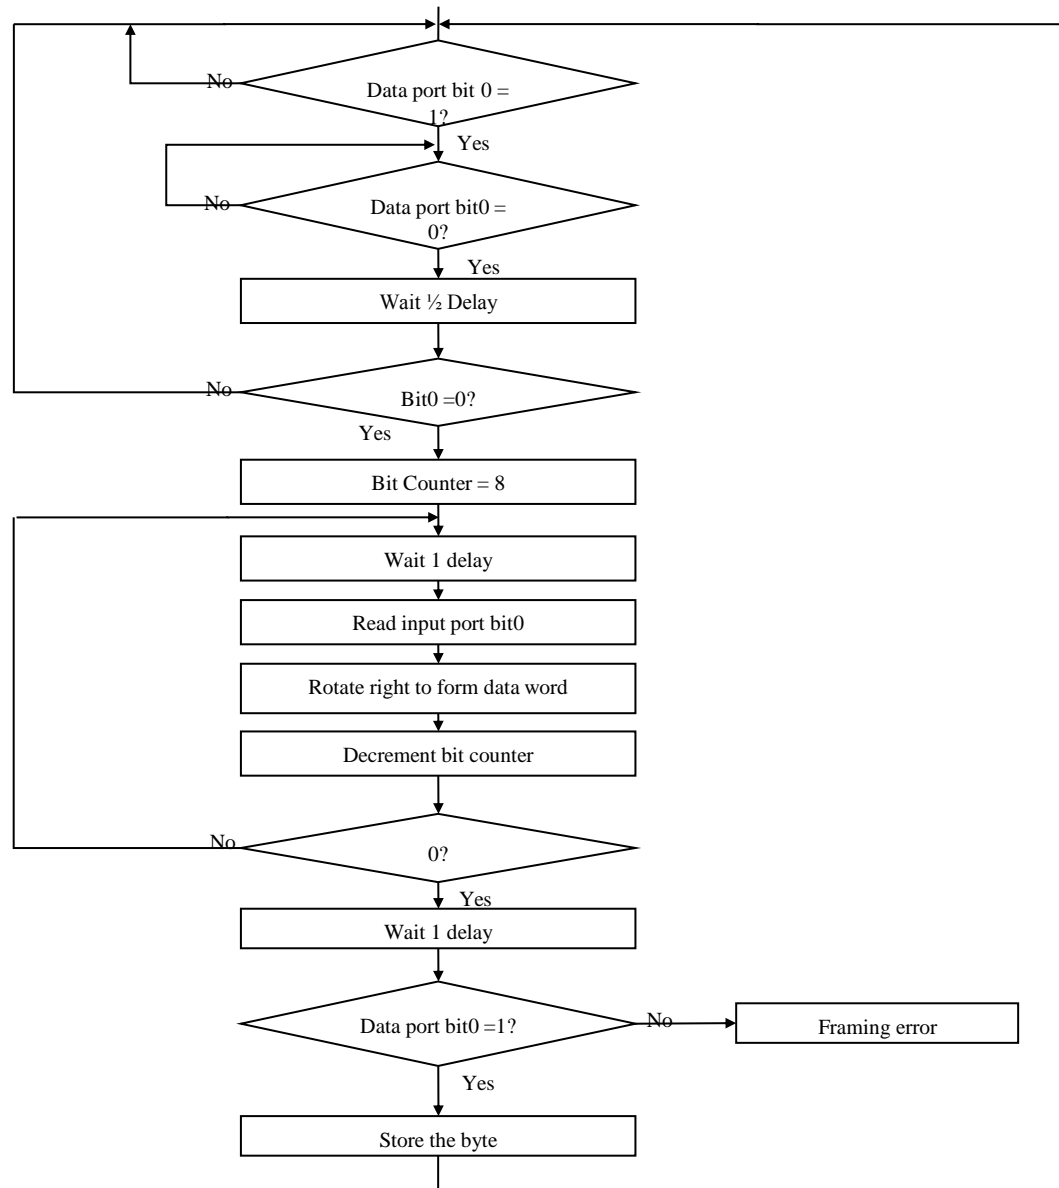 No
Data port bit 0 =
1?
Yes
No
Data port bit0 =
0?
Yes
Wait ½ Delay
No
Bit0 =0?
Yes
Bit Counter = 8
Wait 1 delay
Read input port bit0
Rotate right to form data word
Decrement bit counter
No
0?
Yes
Wait 1 delay
Data port bit0 =1?
No
Framing error
Yes
Store the byte